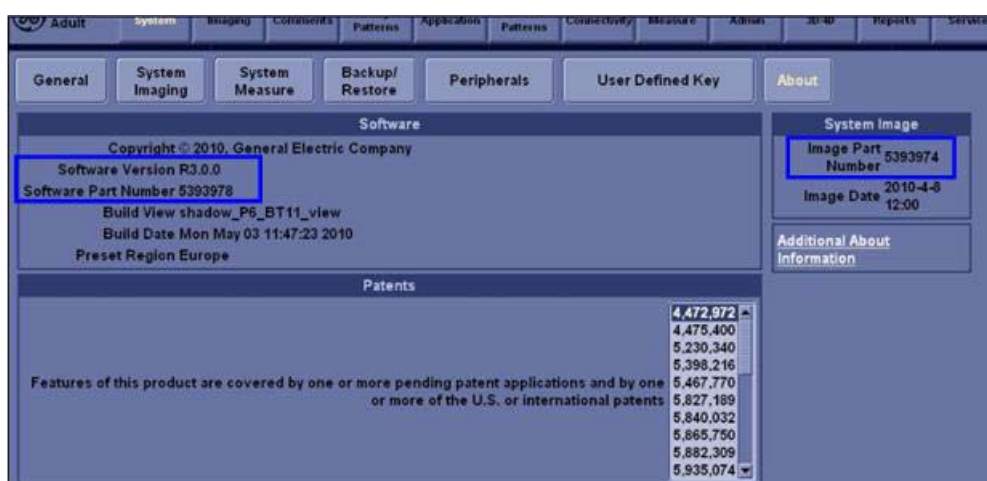 Adult
System
Imaging
Comments
Patterns
Application
Patterns
Connectivity
Measure
Admin
3D/4D
Reports
Service
General
System
Imaging
System
Measure
Backup/
Restore
Peripherals
User Defined Key
About
Software
Copyright © 2010, General Electric Company
Software Version R3.0.0
Software Part Number 5393978
Build View shadow_P6_BT11_view
Build Date Mon May 03 11:47:23 2010
Preset Region Europe
System Image
Image Part
Number 5393974
Image Date 2010-4-8
12:00
Additional About
Information
Patents
Features of this product are covered by one or more pending patent applications and by one
or more of the U.S. or international patents
4,472,972
4,475,400
5,230,340
5,398,216
5,467,770
5,827,189
5,840,032
5,865,750
5,882,309
5,935,074